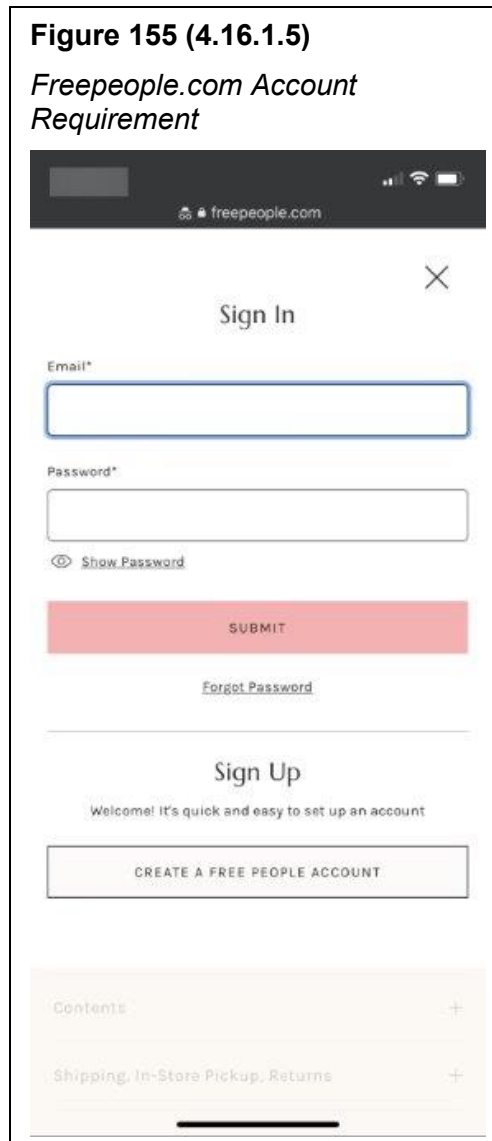 Figure 155 (4.16.1.5)
Freepeople.com Account
Requirement
freepeople.com
Sign In
Email*
Password*
Show Password
SUBMIT
Forgot Password
Sign Up
Welcome! It's quick and easy to set up an account
CREATE A FREE PEOPLE ACCOUNT
Contents
Shipping, In-Store Pickup, Returns